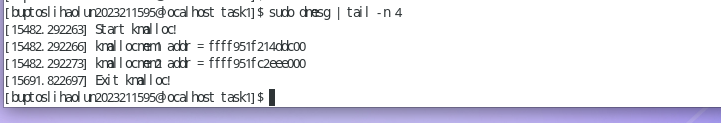 [buptoslihaolun2023211595@localhost task1]$ sudo dmesg | tail -n 4
[15482.292263] Start kmalloc!
[15482.292266] kmallocmem1 addr = ffff951f214ddc00
[15482.292273] kmallocmem2 addr = ffff951fc2eee000
[15691.822697] Exit kmalloc!
[buptoslihaolun2023211595@localhost task1]$